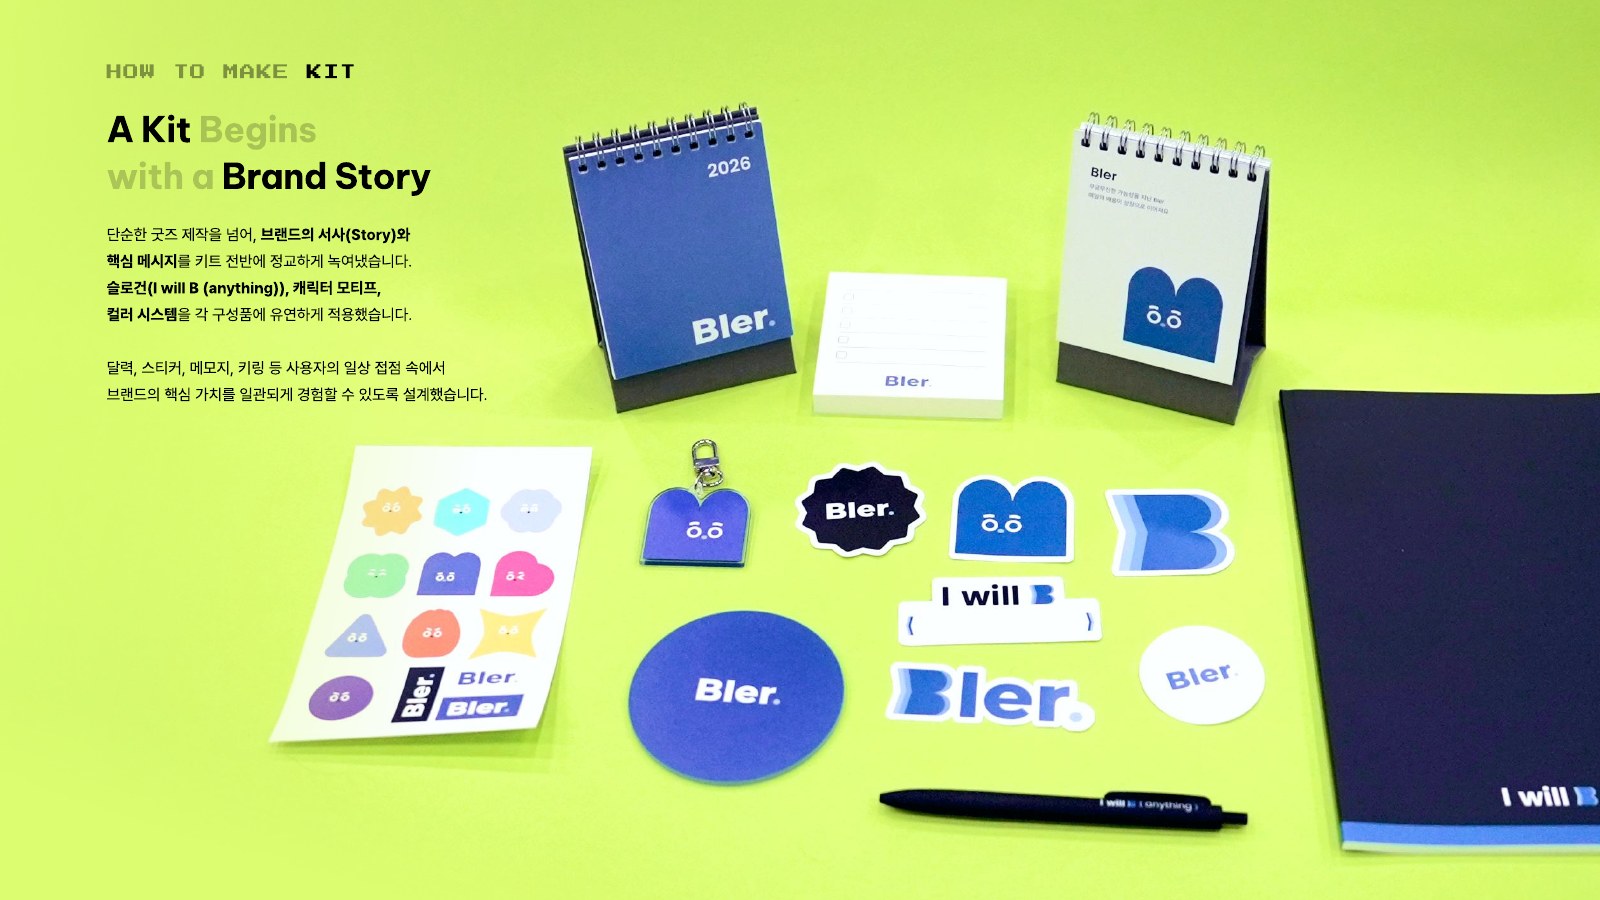 HOW TO MAKE KIT
A Kit Begins
with a Brand Story
단순한 굿즈 제작을 넘어, 브랜드의 서사(Story)와
핵심 메시지를 키트 전반에 정교하게 녹여냈습니다.
슬로건(I will B (anything)), 캐릭터 모티프,
컬러 시스템을 각 구성품에 유연하게 적용했습니다.
달력, 스티커, 메모지, 키링 등 사용자의 일상 접점 속에서
브랜드의 핵심 가치를 일관되게 경험할 수 있도록 설계했습니다.
2026
Bler.
Bler.
Bler
Bler.
Bler.
Bler.
Bler.
Bler.
B
I will B
Bler.
Bler.
Bler.
I will B (anything)
I will B